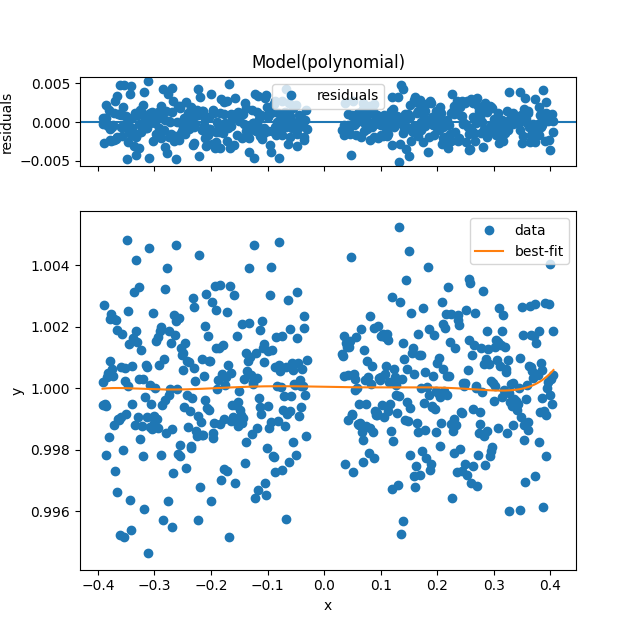 Model(polynomial)
residuals
0.005
0.000
−0.005
residuals
data
best-fit
y
1.004
1.002
1.000
0.998
0.996
−0.4 −0.3 −0.2 −0.1 0.0 0.1 0.2 0.3 0.4
x